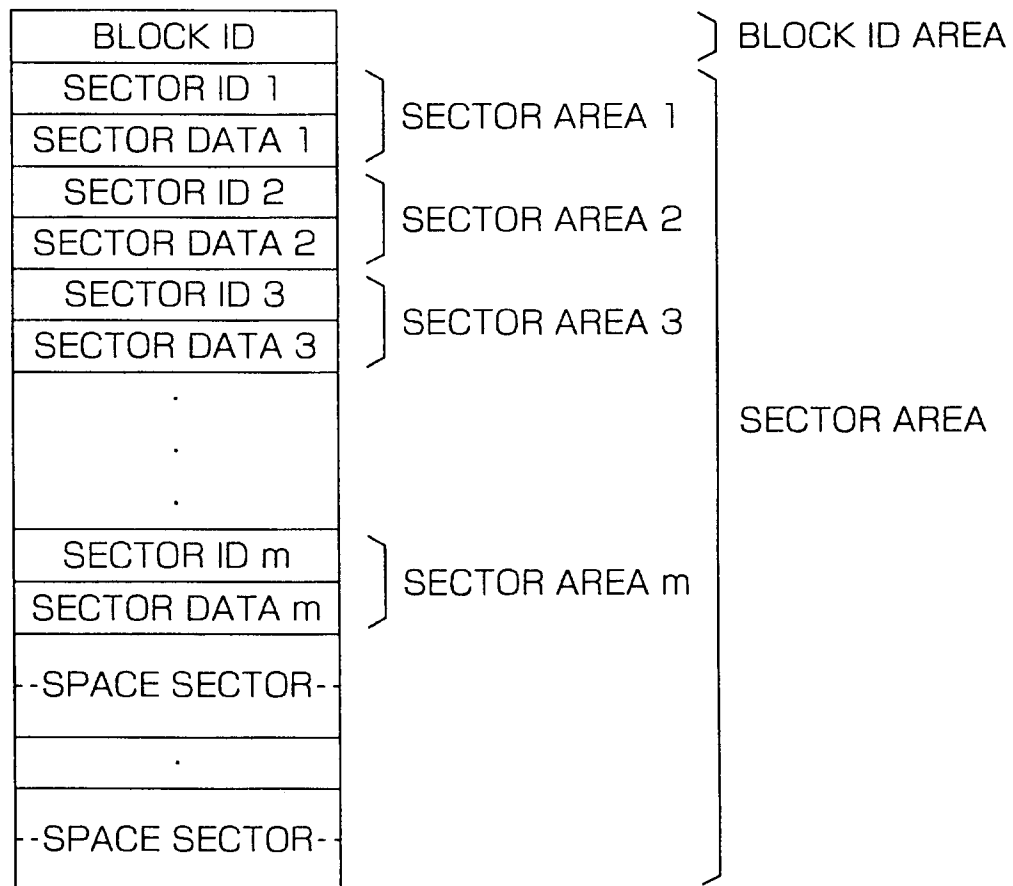 BLOCK ID
BLOCK ID AREA
SECTOR ID 1
SECTOR DATA 1
SECTOR AREA 1
SECTOR ID 2
SECTOR DATA 2
SECTOR AREA 2
SECTOR ID 3
SECTOR DATA 3
SECTOR AREA 3
SECTOR AREA
SECTOR ID m
SECTOR DATA m
SECTOR AREA m
SPACE SECTOR
SPACE SECTOR